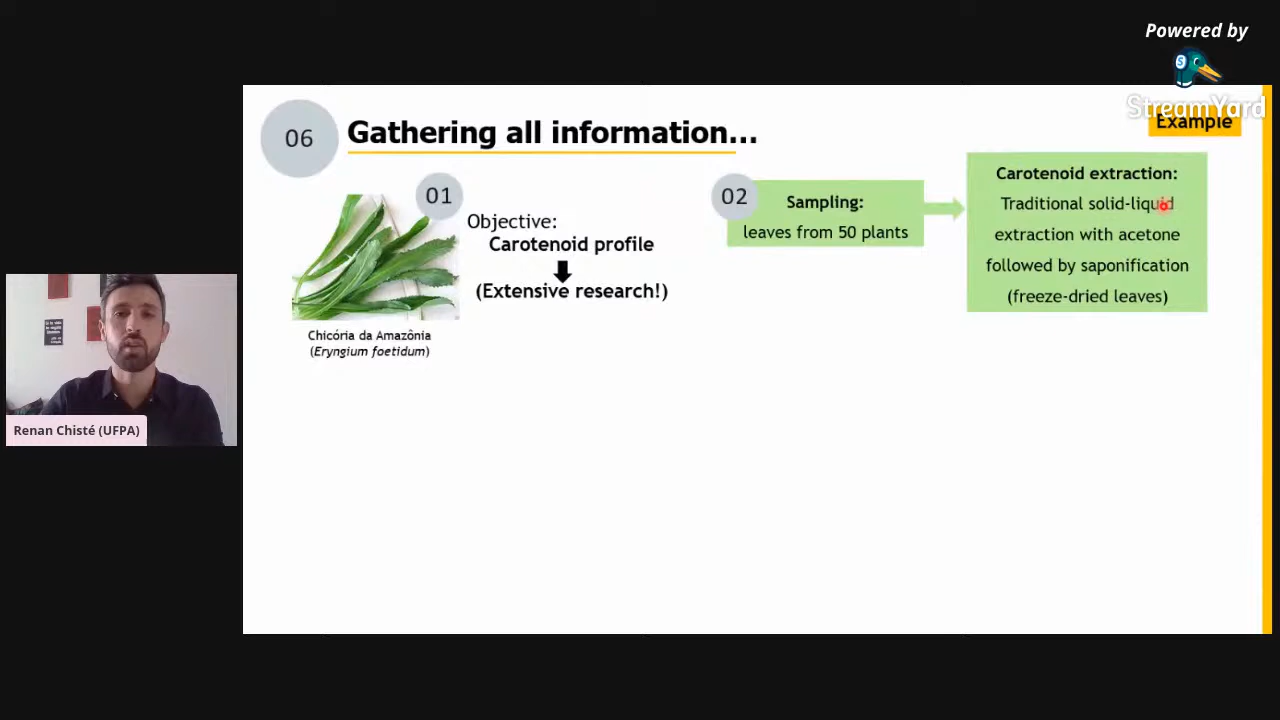 Powered by
StreamYard
06
Gathering all information...
Example
01
Objective:
Carotenoid profile
(Extensive research!)
Chicória da Amazônia
(Eryngium foetidum)
02
Sampling:
leaves from 50 plants
Carotenoid extraction:
Traditional solid-liquid
extraction with acetone
followed by saponification
(freeze-dried leaves)
Renan Chisté (UFPA)